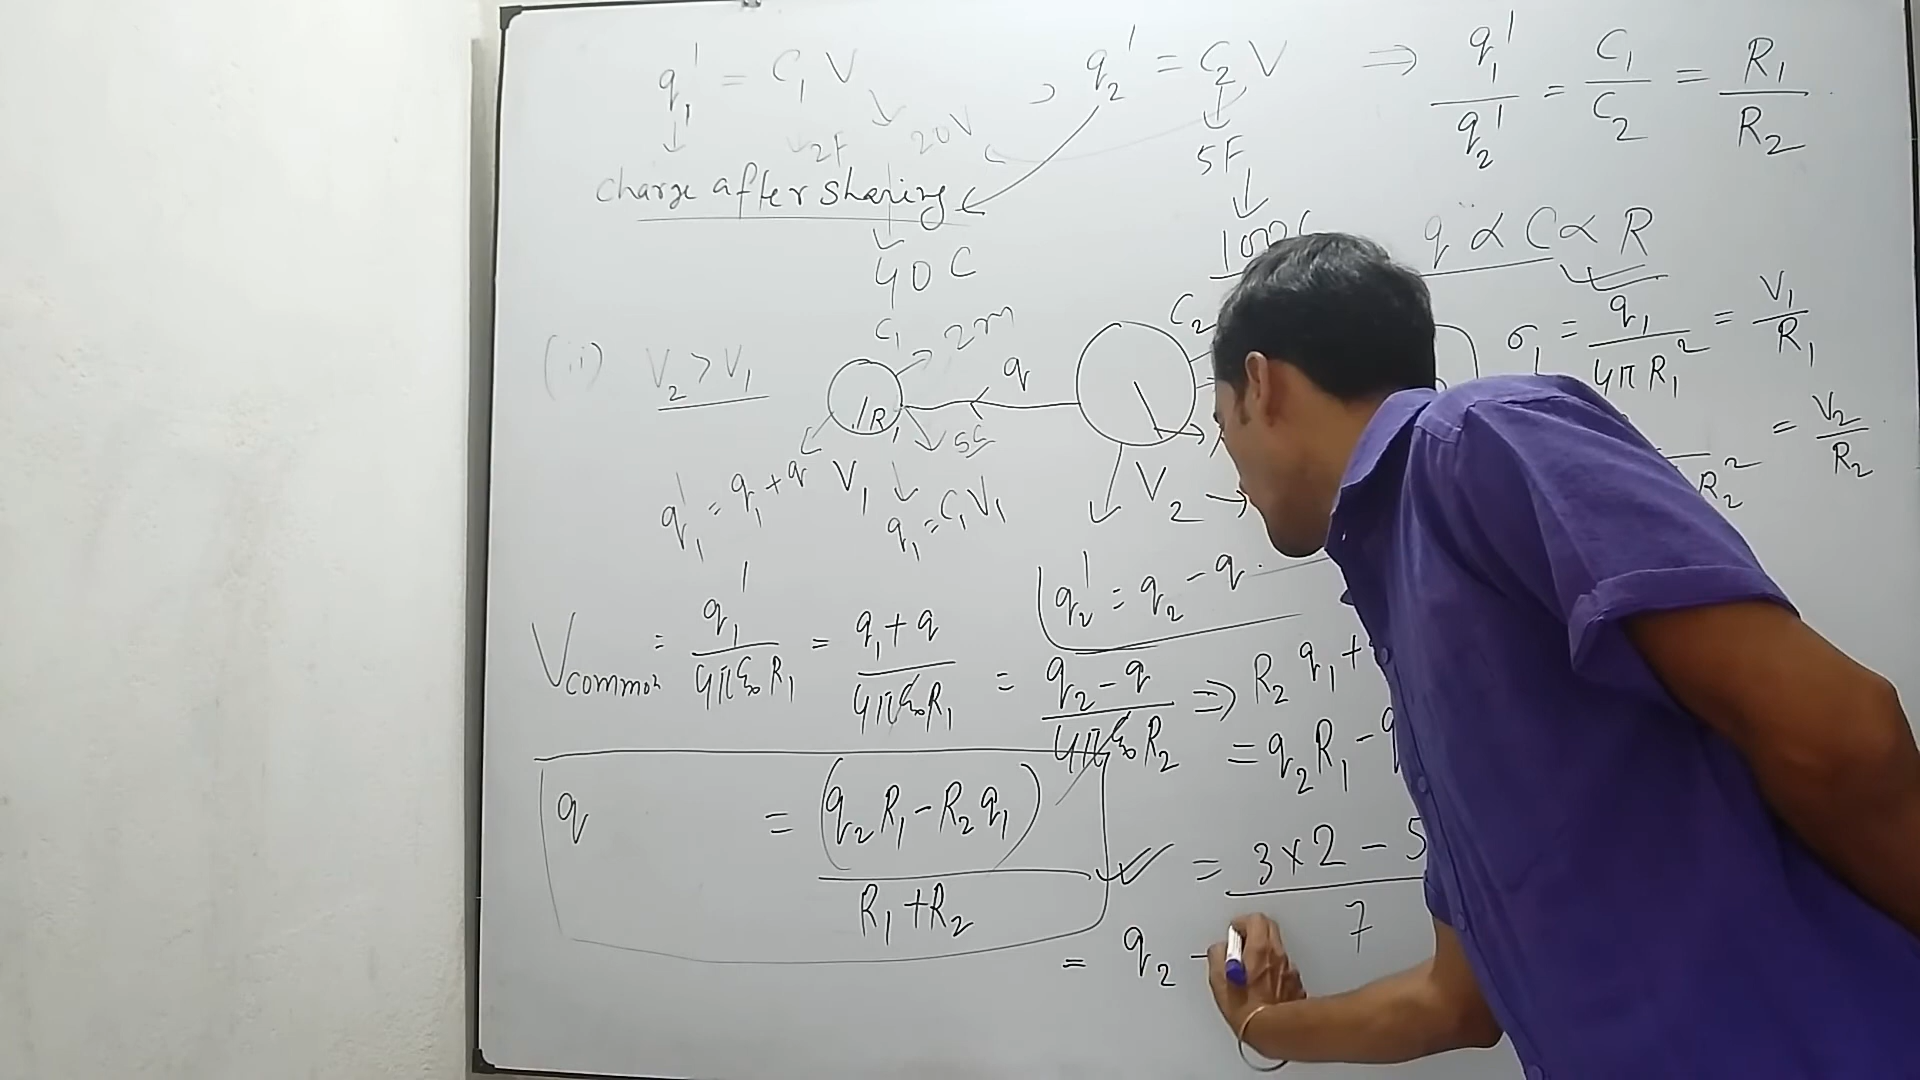 q₁' = C₁V , q₂' = C₂V ⇒ q₁'/q₂' = C₁/C₂ = R₁/R₂
2F 20V 5F
charge after sharing
40 C 100C q ∝ C ∝ R
σ₁ = q₁/4πR₁² = V₁/R₁
(ii) V₂ > V₁ C₁ 2m q C₂
R₁ 5C = V₂/R₂
R₂²
q₁' = q₁ + q V₁ q₁ = C₁V₁ V₂
q₂' = q₂ - q
Vcommon = q₁'/4πε₀R₁ = q₁ + q/4πε₀R₁ = q₂ - q/4πε₀R₂ ⇒ R₂q₁ +
= q₂R₁ -
q = (q₂R₁ - R₂q₁)/R₁ + R₂ = 3×2 - 5/7
= q₂ -